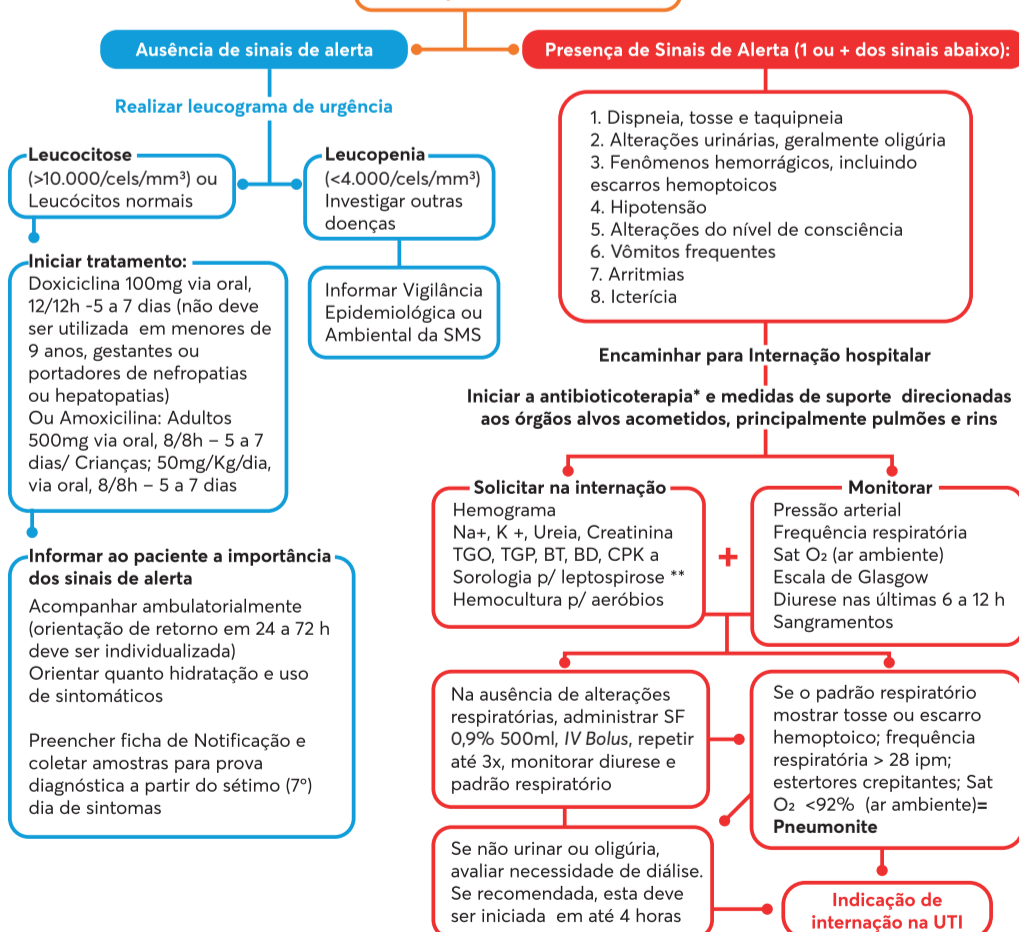 Ausência de sinais de alerta
Presença de Sinais de Alerta (1 ou + dos sinais abaixo):
Realizar leucograma de urgência
Leucocitose
(>10.000/cels/mm³) ou
Leucócitos normais
Leucopenia
(<4.000/cels/mm³)
Investigar outras
doenças
Informar Vigilância
Epidemiológica ou
Ambiental da SMS
Iniciar tratamento:
Doxiciclina 100mg via oral,
12/12h -5 a 7 dias (não deve
ser utilizada em menores de
9 anos, gestantes ou
portadores de nefropatias
ou hepatopatias)
Ou Amoxicilina: Adultos
500mg via oral, 8/8h – 5 a 7
dias/ Crianças; 50mg/Kg/dia,
via oral, 8/8h – 5 a 7 dias
Informar ao paciente a importância
dos sinais de alerta
Acompanhar ambulatorialmente
(orientação de retorno em 24 a 72 h
deve ser individualizada)
Orientar quanto hidratação e uso
de sintomáticos
Preencher ficha de Notificação e
coletar amostras para prova
diagnóstica a partir do sétimo (7º)
dia de sintomas
1. Dispneia, tosse e taquipneia
2. Alterações urinárias, geralmente oligúria
3. Fenômenos hemorrágicos, incluindo
escarros hemoptoicos
4. Hipotensão
5. Alterações do nível de consciência
6. Vômitos frequentes
7. Arritmias
8. Icterícia
Encaminhar para Internação hospitalar
Iniciar a antibioticoterapia* e medidas de suporte direcionadas
aos órgãos alvos acometidos, principalmente pulmões e rins
Solicitar na internação
Hemograma
Na+, K +, Ureia, Creatinina
TGO, TGP, BT, BD, CPK a
Sorologia p/ leptospirose **
Hemocultura p/ aeróbios
+
Monitorar
Pressão arterial
Frequência respiratória
Sat O₂ (ar ambiente)
Escala de Glasgow
Diurese nas últimas 6 a 12 h
Sangramentos
Na ausência de alterações
respiratórias, administrar SF
0,9% 500ml, IV Bolus, repetir
até 3x, monitorar diurese e
padrão respiratório
Se o padrão respiratório
mostrar tosse ou escarro
hemoptoico; frequência
respiratória > 28 ipm;
estertores crepitantes; Sat
O₂ <92% (ar ambiente)=
Pneumonite
Se não urinar ou oligúria,
avaliar necessidade de diálise.
Se recomendada, esta deve
ser iniciada em até 4 horas
Indicação de
internação na UTI